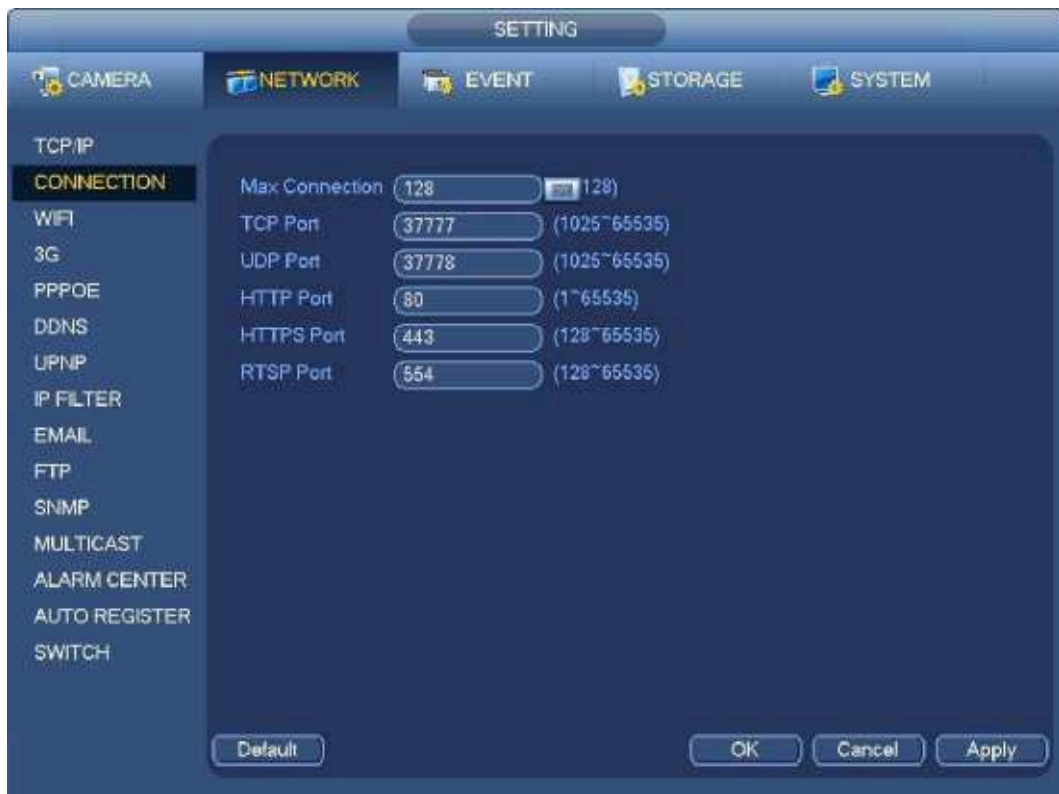 SETTING
CAMERA NETWORK EVENT STORAGE SYSTEM
TCP/IP
CONNECTION
WIFI
3G
PPPOE
DDNS
UPNP
IP FILTER
EMAIL
FTP
SNMP
MULTICAST
ALARM CENTER
AUTO REGISTER
SWITCH
Max Connection 128 128)
TCP Port 37777 (1025~65535)
UDP Port 37778 (1025~65535)
HTTP Port 80 (1~65535)
HTTPS Port 443 (128~65535)
RTSP Port 554 (128~65535)
Default OK Cancel Apply